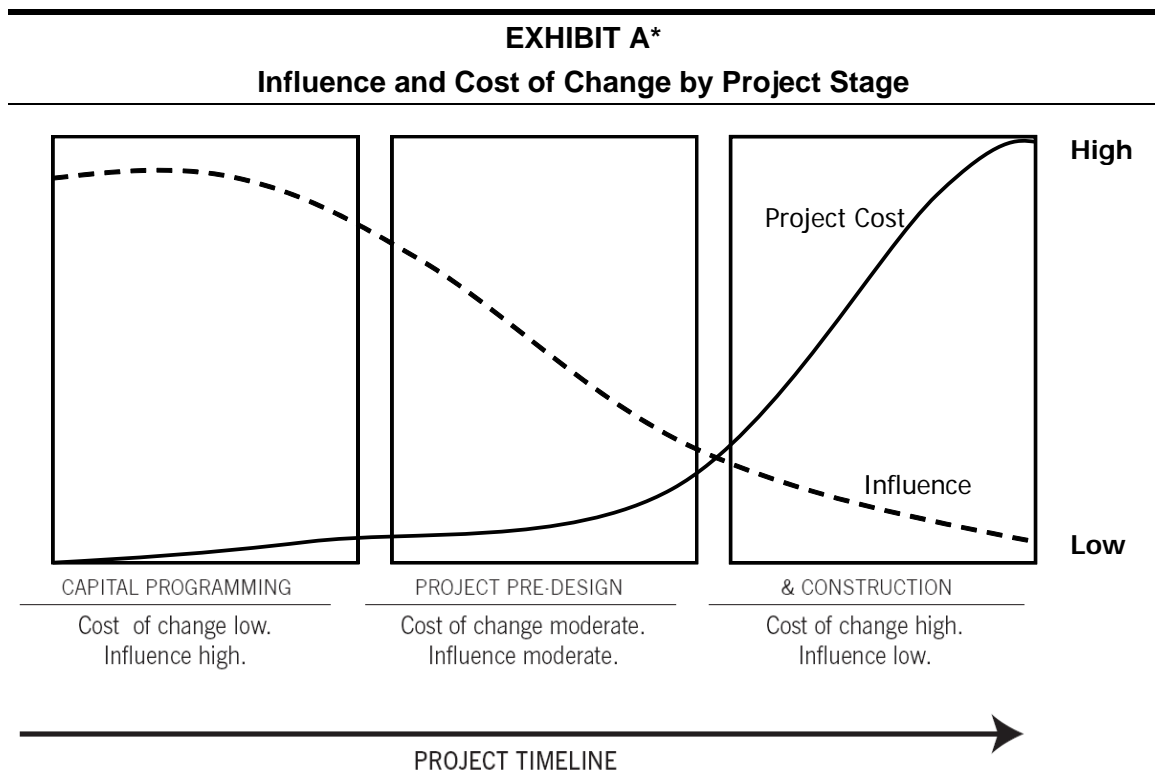 EXHIBIT A*
Influence and Cost of Change by Project Stage
High
Project Cost
Influence
Low
CAPITAL PROGRAMMING
Cost of change low.
Influence high.
PROJECT PRE-DESIGN
Cost of change moderate.
Influence moderate.
& CONSTRUCTION
Cost of change high.
Influence low.
PROJECT TIMELINE